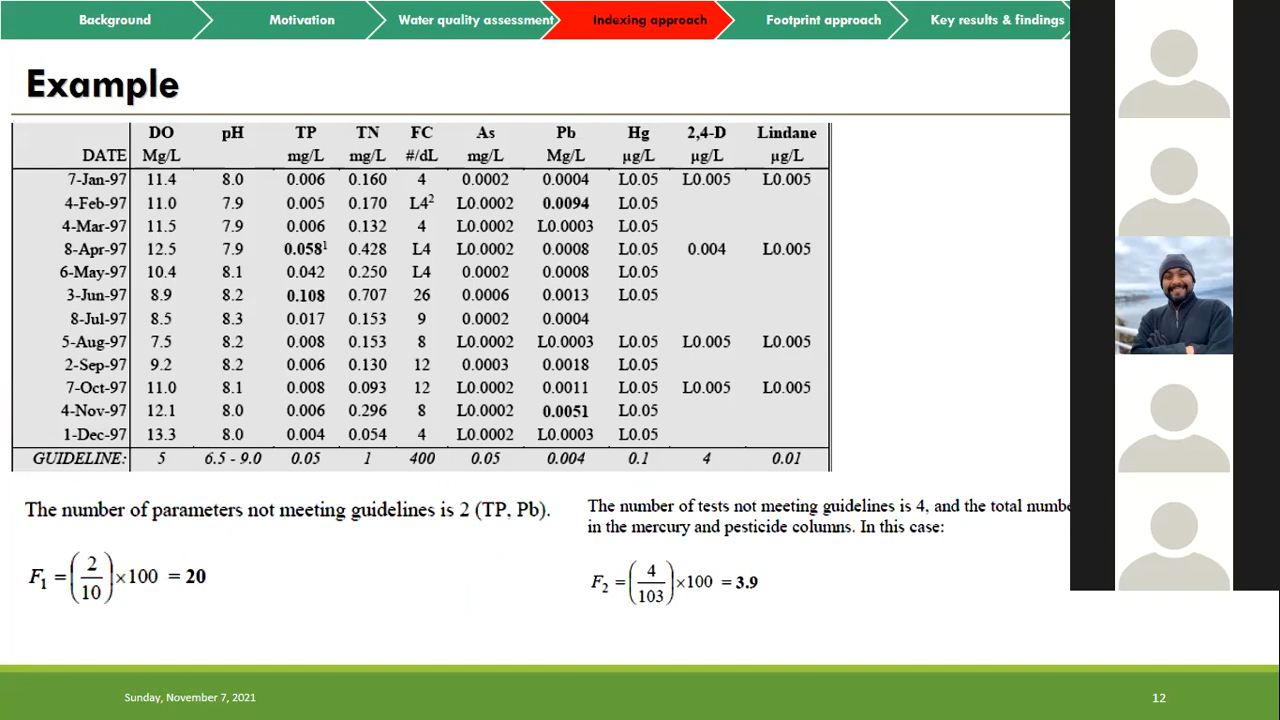 Background Motivation Water quality assessment Indexing approach Footprint approach Key results & findings
Example
DO pH TP TN FC As Pb Hg 2,4-D Lindane
DATE Mg/L mg/L mg/L #/dL mg/L Mg/L µg/L µg/L µg/L
7-Jan-97 11.4 8.0 0.006 0.160 4 0.0002 0.0004 L0.05 L0.005 L0.005
4-Feb-97 11.0 7.9 0.005 0.170 L4² L0.0002 0.0094 L0.05
4-Mar-97 11.5 7.9 0.006 0.132 4 L0.0002 L0.0003 L0.05
8-Apr-97 12.5 7.9 0.058¹ 0.428 L4 L0.0002 0.0008 L0.05 0.004 L0.005
6-May-97 10.4 8.1 0.042 0.250 L4 0.0002 0.0008 L0.05
3-Jun-97 8.9 8.2 0.108 0.707 26 0.0006 0.0013 L0.05
8-Jul-97 8.5 8.3 0.017 0.153 9 0.0002 0.0004
5-Aug-97 7.5 8.2 0.008 0.153 8 L0.0002 L0.0003 L0.05 L0.005 L0.005
2-Sep-97 9.2 8.2 0.006 0.130 12 0.0003 0.0018 L0.05
7-Oct-97 11.0 8.1 0.008 0.093 12 L0.0002 0.0011 L0.05 L0.005 L0.005
4-Nov-97 12.1 8.0 0.006 0.296 8 L0.0002 0.0051 L0.05
1-Dec-97 13.3 8.0 0.004 0.054 4 L0.0002 L0.0003 L0.05
GUIDELINE: 5 6.5 - 9.0 0.05 1 400 0.05 0.004 0.1 4 0.01
The number of parameters not meeting guidelines is 2 (TP, Pb).
F₁ = (2/10) ×100 = 20
The number of tests not meeting guidelines is 4, and the total numbe
in the mercury and pesticide columns. In this case:
F₂ = (4/103) ×100 = 3.9
Sunday, November 7, 2021
12